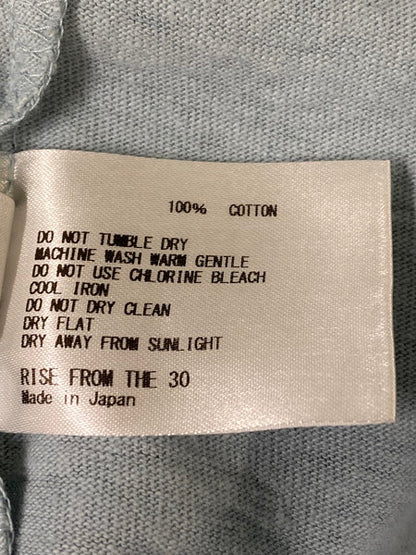 100% COTTON
DO NOT TUMBLE DRY
MACHINE WASH WARM GENTLE
DO NOT USE CHLORINE BLEACH
COOL IRON
DO NOT DRY CLEAN
DRY FLAT
DRY AWAY FROM SUNLIGHT
RISE FROM THE 30
Made in Japan